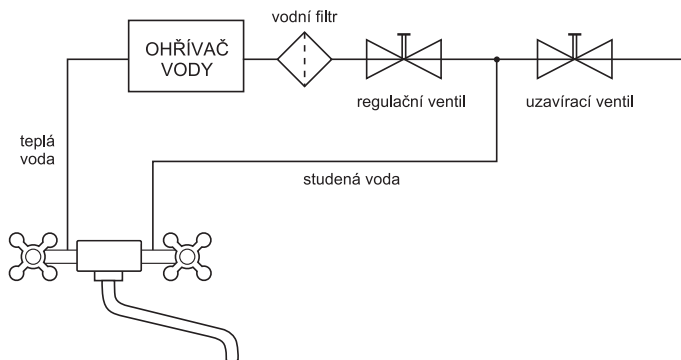 vodní filtr
OHŘÍVAČ
VODY
regulační ventil
uzavírací ventil
teplá
voda
studená voda